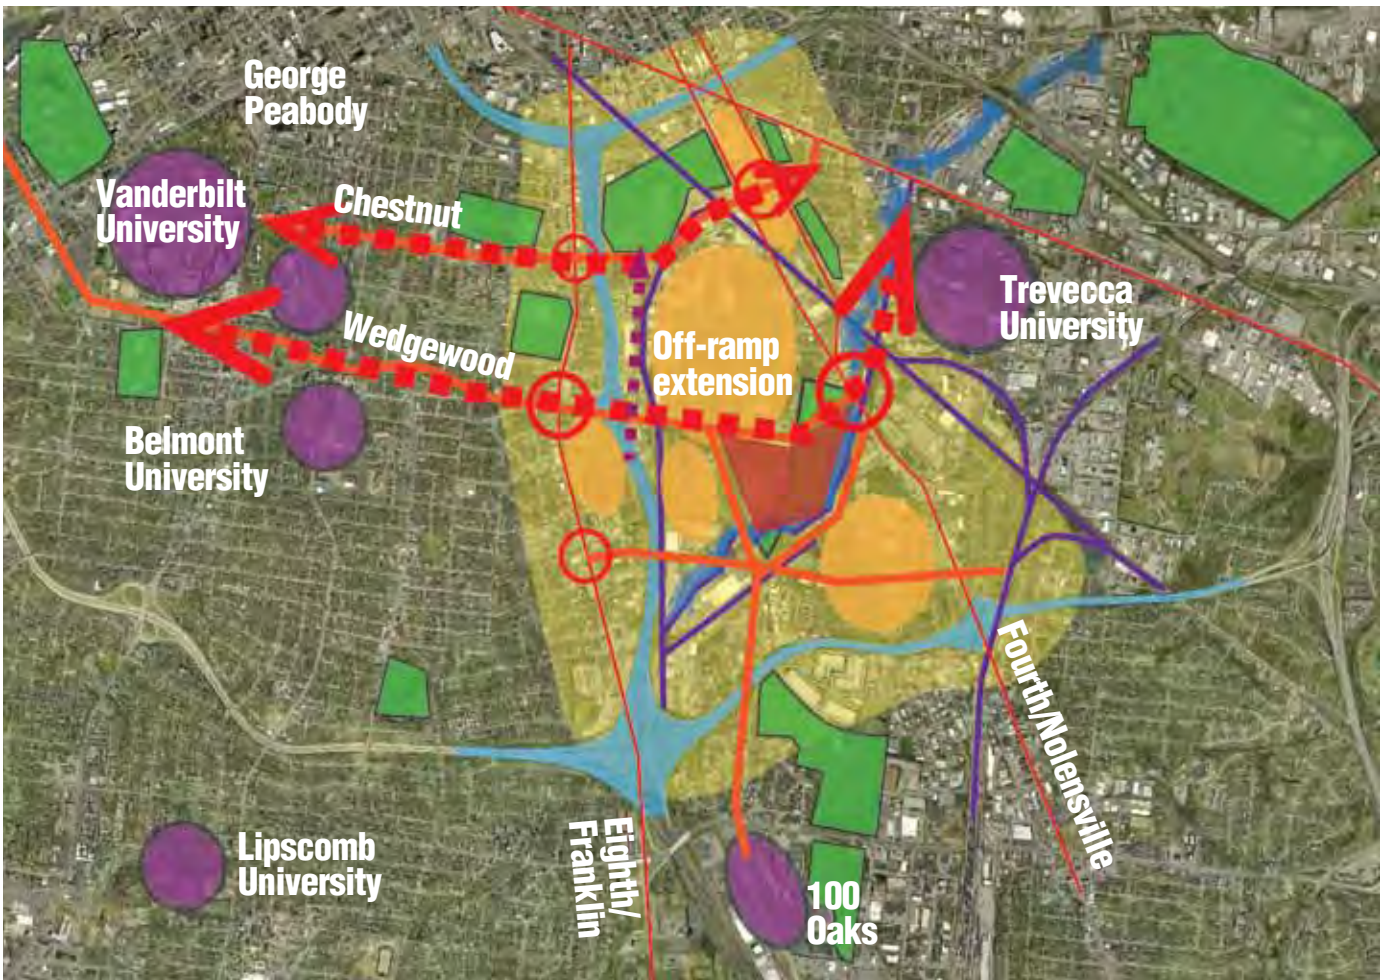 George
Peabody
Vanderbilt
University
Chestnut
Trevecca
University
Wedgewood
Off-ramp
extension
Belmont
University
Fourth/Nolensville
Lipscomb
University
Eighth/
Franklin
100
Oaks